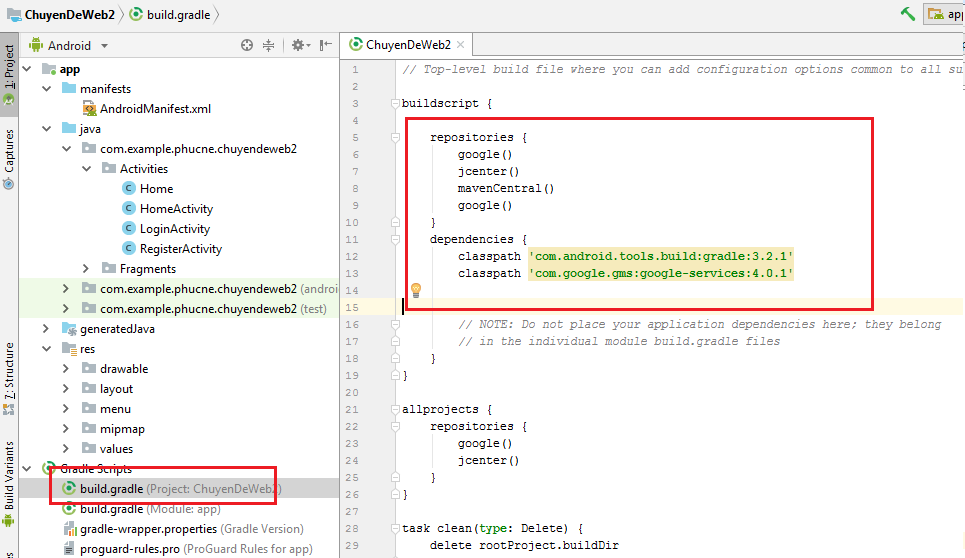 ChuyenDeWeb2 build.gradle
app
Android
ChuyenDeWeb2
1: Project
Captures
7: Structure
Build Variants
app
manifests
AndroidManifest.xml
java
com.example.phucne.chuyendeweb2
Activities
Home
HomeActivity
LoginActivity
RegisterActivity
Fragments
com.example.phucne.chuyendeweb2 (androi
com.example.phucne.chuyendeweb2 (test)
generatedJava
res
drawable
layout
menu
mipmap
values
Gradle Scripts
build.gradle (Project: ChuyenDeWeb2)
build.gradle (Module: app)
gradle-wrapper.properties (Gradle Version)
proguard-rules.pro (ProGuard Rules for app)
1 // Top-level build file where you can add configuration options common to all su
2
3 buildscript {
4
5 repositories {
6 google()
7 jcenter()
8 mavenCentral()
9 google()
10 }
11 dependencies {
12 classpath 'com.android.tools.build:gradle:3.2.1'
13 classpath 'com.google.gms:google-services:4.0.1'
14
15
16 // NOTE: Do not place your application dependencies here; they belong
17 // in the individual module build.gradle files
18 }
19 }
20
21 allprojects {
22 repositories {
23 google()
24 jcenter()
25 }
26 }
27
28 task clean(type: Delete) {
29 delete rootProject.buildDir